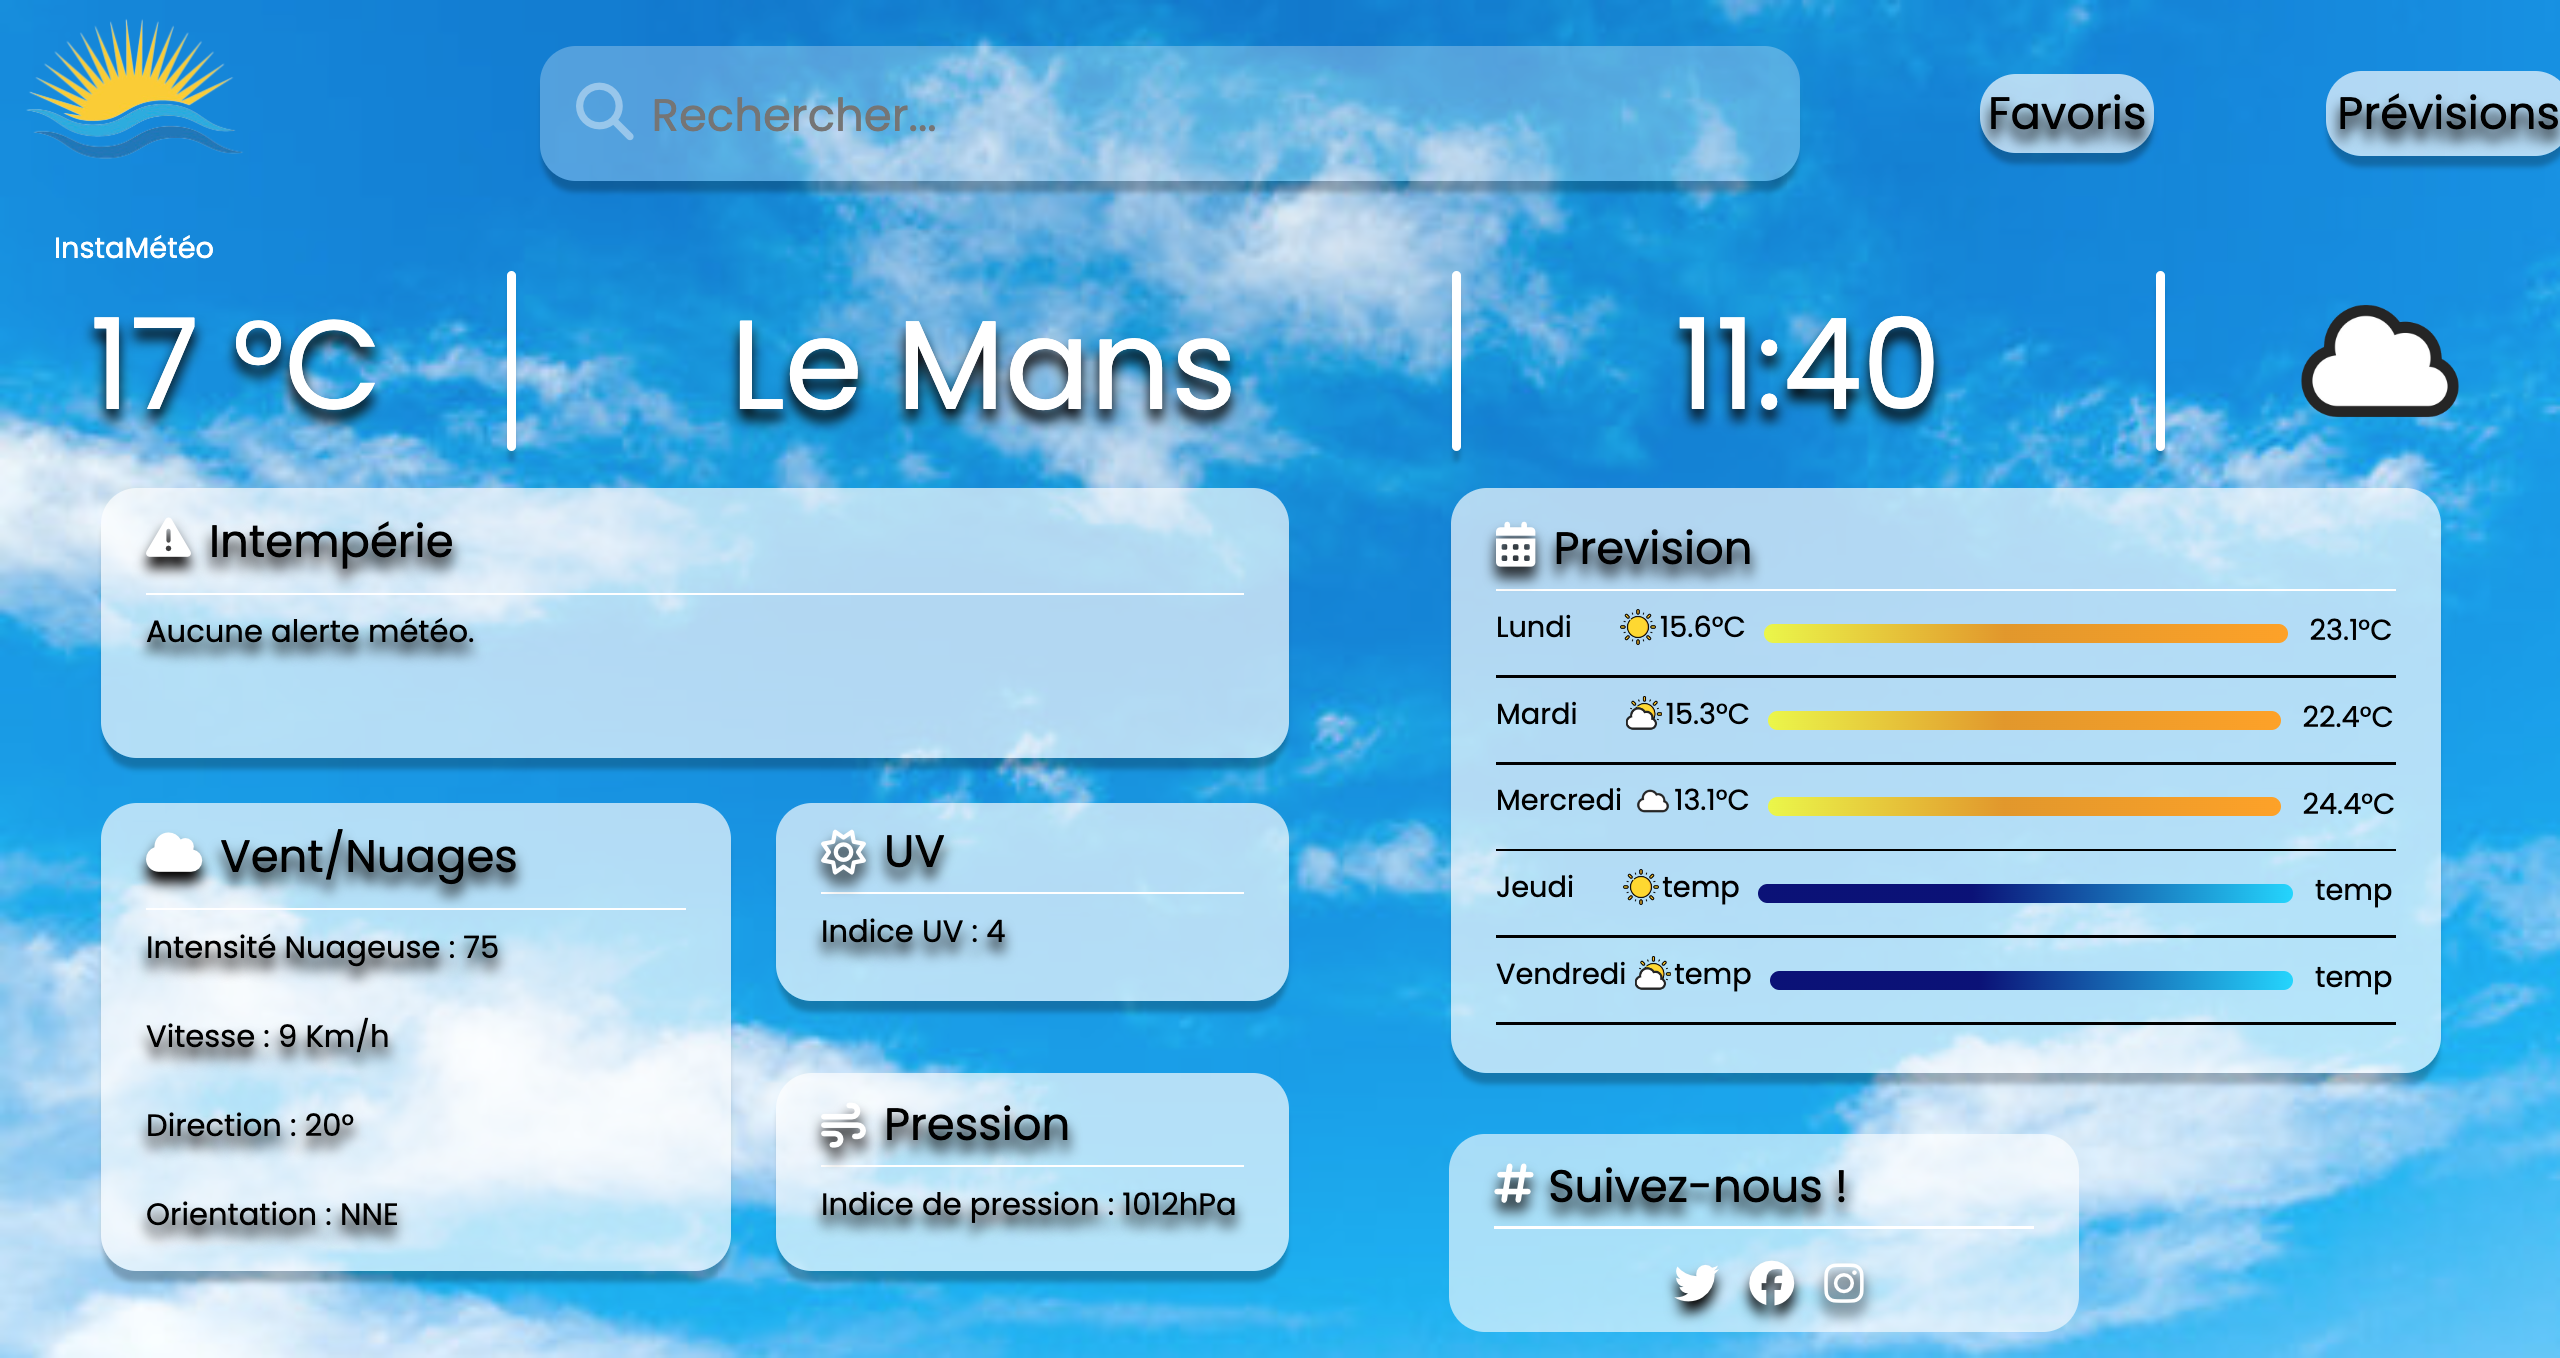 Rechercher...
Favoris
Prévisions
InstaMétéo
17 °C
Le Mans
11:40
Intempérie
Aucune alerte météo.
Vent/Nuages
Intensité Nuageuse : 75
Vitesse : 9 Km/h
Direction : 20°
Orientation : NNE
UV
Indice UV : 4
Pression
Indice de pression : 1012hPa
Prevision
Lundi 15.6°C 23.1°C
Mardi 15.3°C 22.4°C
Mercredi 13.1°C 24.4°C
Jeudi temp temp
Vendredi temp temp
# Suivez-nous !